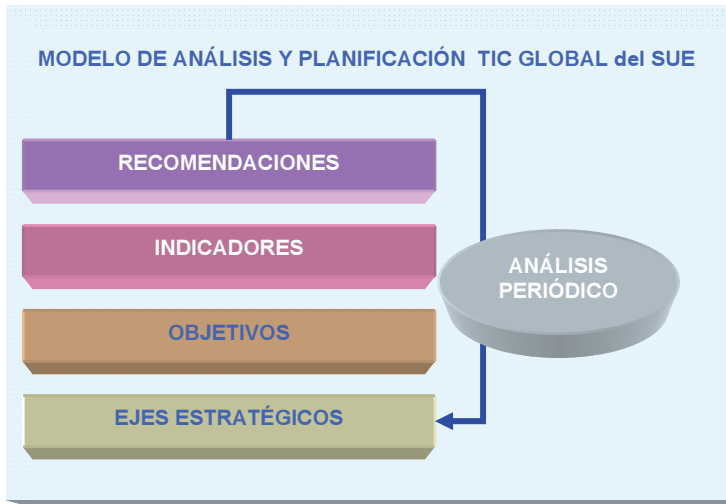 MODELO DE ANÁLISIS Y PLANIFICACIÓN TIC GLOBAL del SUE
RECOMENDACIONES
INDICADORES
ANÁLISIS
PERIÓDICO
OBJETIVOS
EJES ESTRATÉGICOS